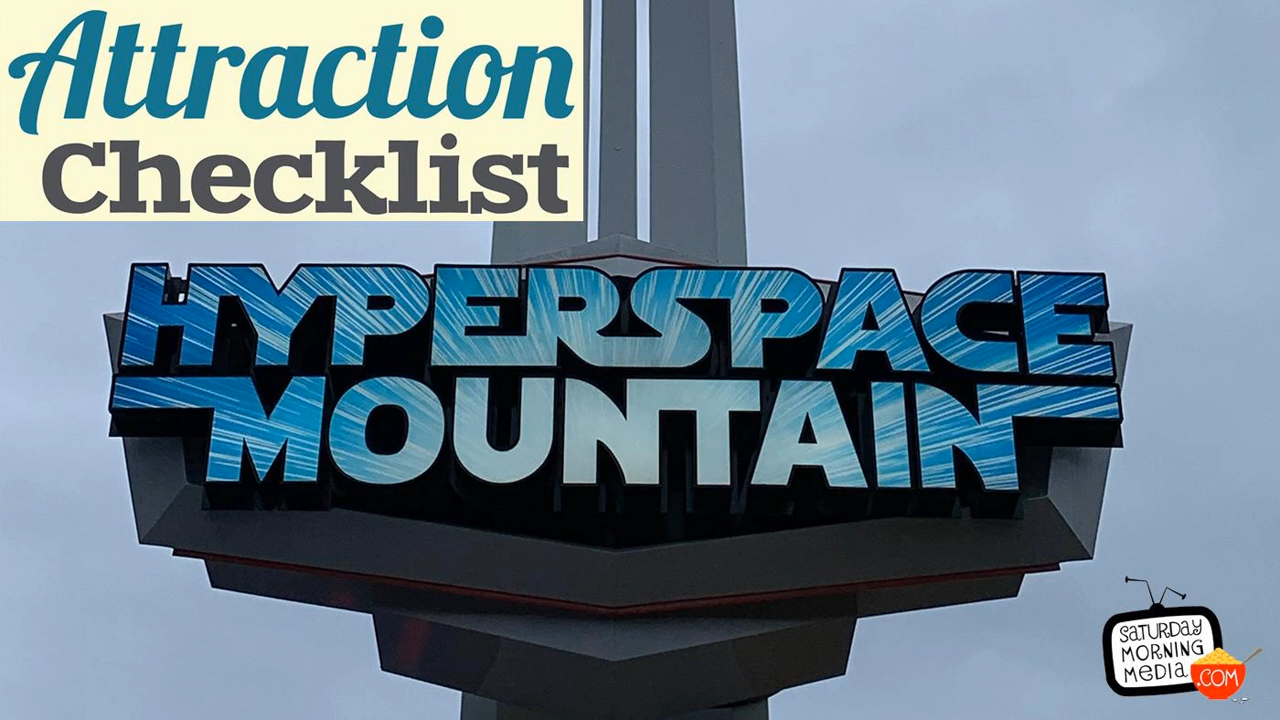 Attraction
Checklist
HYPERSPACE
MOUNTAIN
SATURDAY
MORNING
MEDIA
.COM